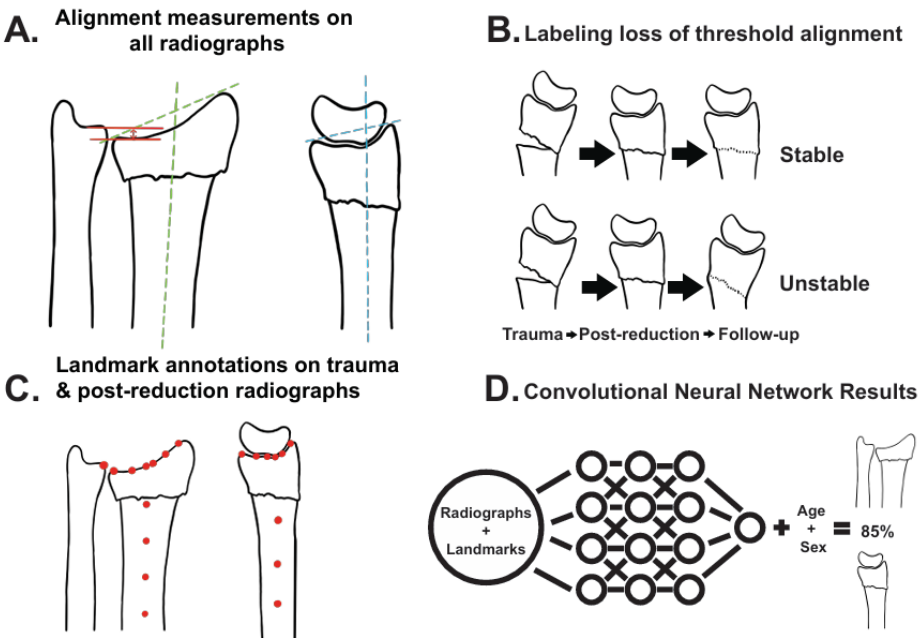 A. Alignment measurements on
all radiographs
B. Labeling loss of threshold alignment
Stable
Unstable
Trauma → Post-reduction → Follow-up
C. Landmark annotations on trauma
& post-reduction radiographs
D. Convolutional Neural Network Results
Radiographs
+
Landmarks
+
Age
+
Sex
=
85%